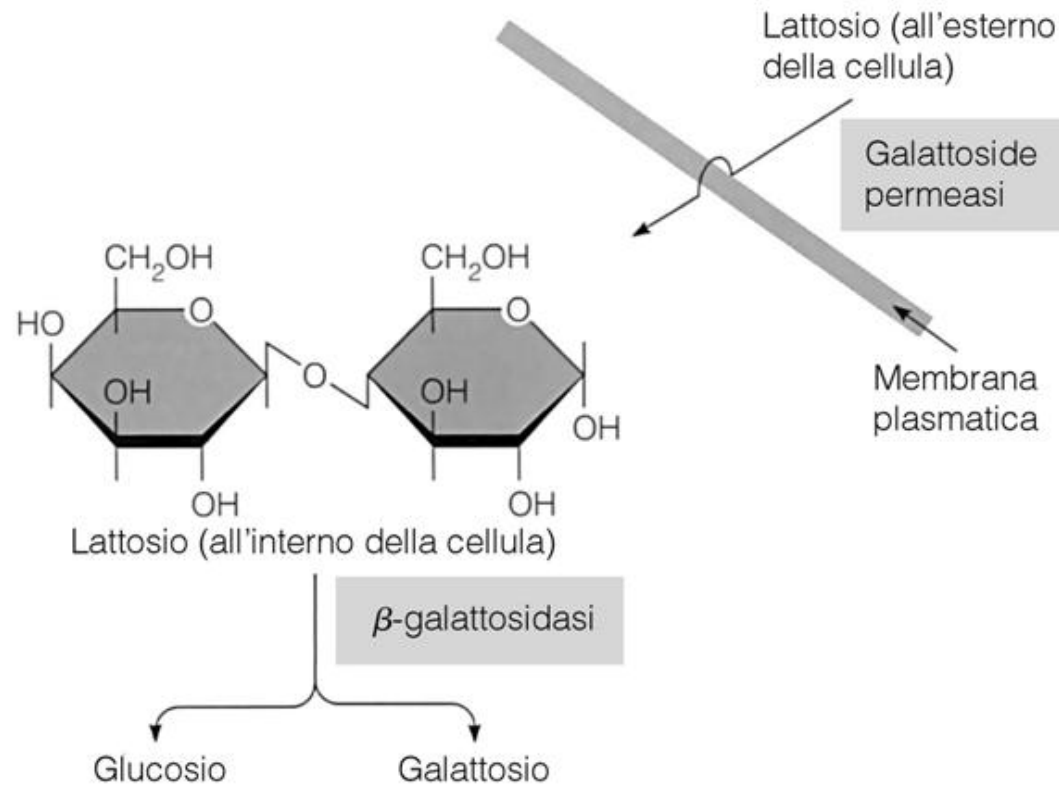 Lattosio (all'esterno
della cellula)
Galattoside
permeasi
Membrana
plasmatica
CH₂OH
CH₂OH
O
O
HO
O
OH
OH
OH
OH
OH
Lattosio (all'interno della cellula)
β-galattosidasi
Glucosio
Galattosio